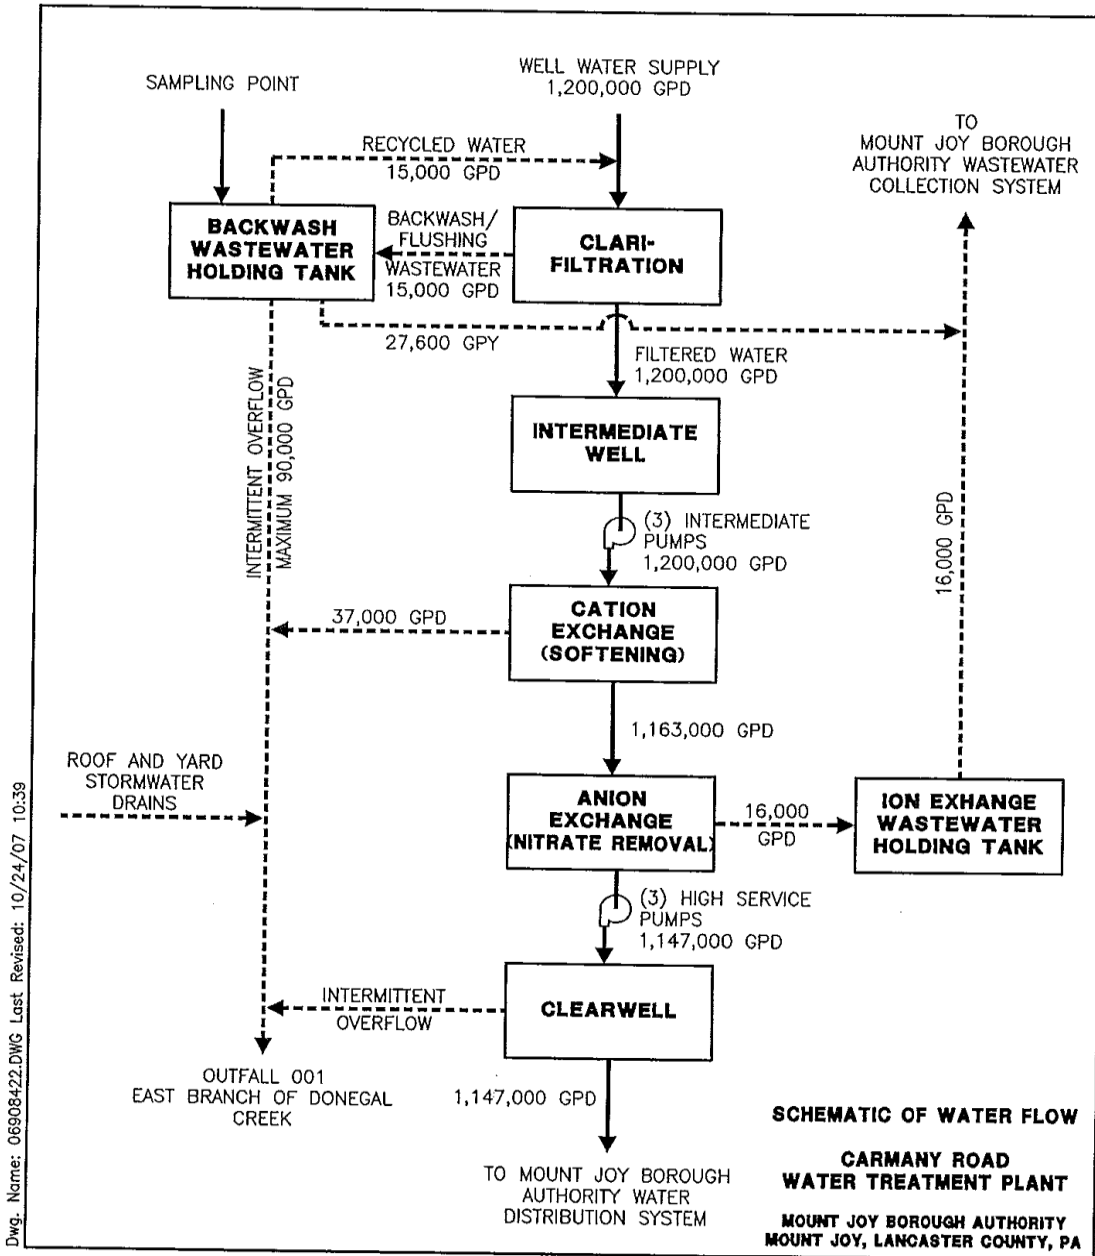 SAMPLING POINT
WELL WATER SUPPLY
1,200,000 GPD
TO
MOUNT JOY BOROUGH
AUTHORITY WASTEWATER
COLLECTION SYSTEM
RECYCLED WATER
15,000 GPD
BACKWASH
WASTEWATER
HOLDING TANK
BACKWASH/
FLUSHING
WASTEWATER
15,000 GPD
CLARI-
FILTRATION
27,600 GPY
FILTERED WATER
1,200,000 GPD
INTERMITTENT OVERFLOW
MAXIMUM 90,000 GPD
INTERMEDIATE
WELL
(3) INTERMEDIATE
PUMPS
1,200,000 GPD
16,000 GPD
37,000 GPD
CATION
EXCHANGE
(SOFTENING)
1,163,000 GPD
ROOF AND YARD
STORMWATER
DRAINS
ANION
EXCHANGE
(NITRATE REMOVAL)
16,000
GPD
ION EXHANGE
WASTEWATER
HOLDING TANK
(3) HIGH SERVICE
PUMPS
1,147,000 GPD
INTERMITTENT
OVERFLOW
CLEARWELL
OUTFALL 001
EAST BRANCH OF DONEGAL
CREEK
1,147,000 GPD
TO MOUNT JOY BOROUGH
AUTHORITY WATER
DISTRIBUTION SYSTEM
SCHEMATIC OF WATER FLOW
CARMANY ROAD
WATER TREATMENT PLANT
MOUNT JOY BOROUGH AUTHORITY
MOUNT JOY, LANCASTER COUNTY, PA
Dwg. Name: 06908422.DWG Last Revised: 10/24/07 10:39